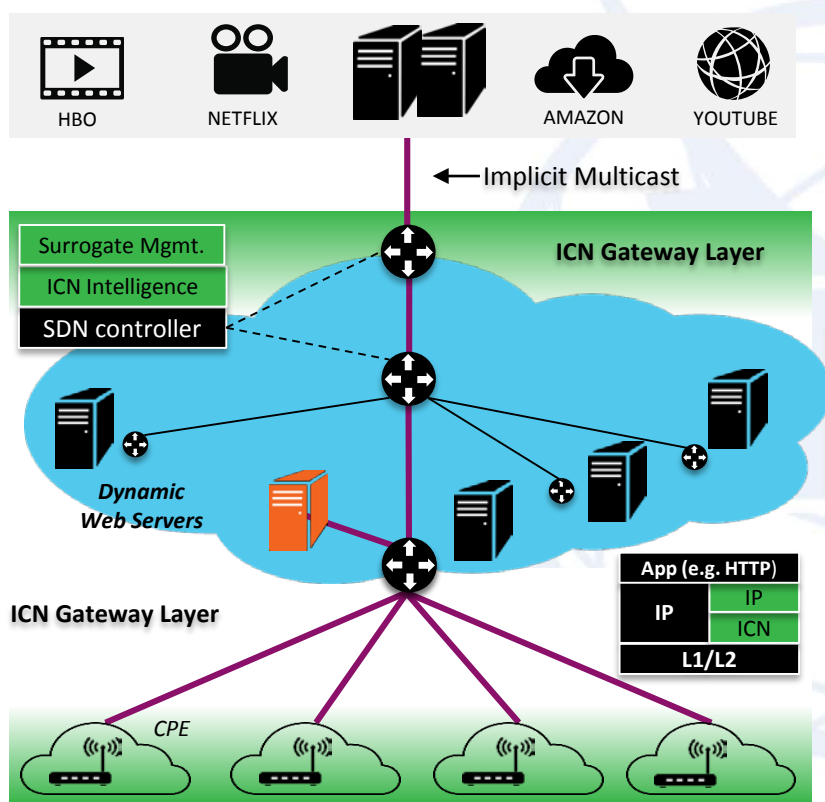 HBO
NETFLIX
AMAZON
YOUTUBE
Implicit Multicast
Surrogate Mgmt.
ICN Intelligence
SDN controller
ICN Gateway Layer
Dynamic
Web Servers
App (e.g. HTTP)
IP
IP
ICN
L1/L2
ICN Gateway Layer
CPE